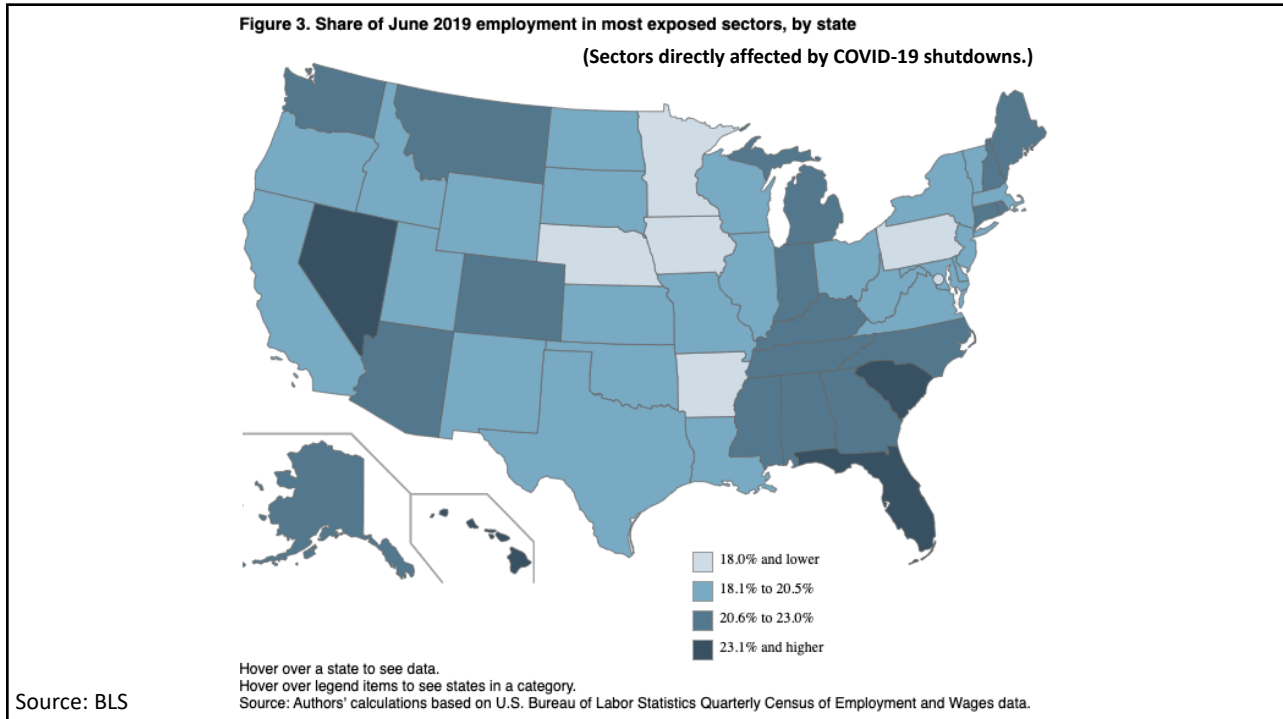 Figure 3. Share of June 2019 employment in most exposed sectors, by state
(Sectors directly affected by COVID-19 shutdowns.)
18.0% and lower
18.1% to 20.5%
20.6% to 23.0%
23.1% and higher
Hover over a state to see data.
Hover over legend items to see states in a category.
Source: Authors' calculations based on U.S. Bureau of Labor Statistics Quarterly Census of Employment and Wages data.
Source: BLS